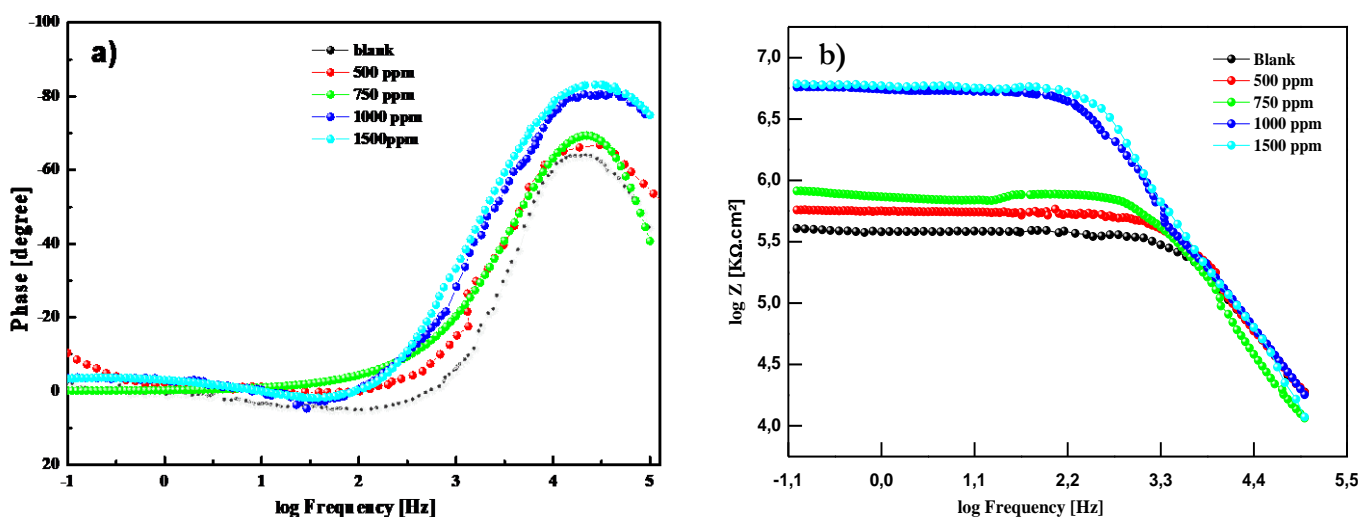 a)
blank
500 ppm
750 ppm
1000 ppm
1500ppm
Phase [degree]
-100
-80
-60
-40
-20
0
20
-1
0
1
2
3
4
5
log Frequency [Hz]
b)
Blank
500 ppm
750 ppm
1000 ppm
1500 ppm
log Z [KΩ.cm²]
7,0
6,5
6,0
5,5
5,0
4,5
4,0
-1,1
0,0
1,1
2,2
3,3
4,4
5,5
log Frequency [Hz]